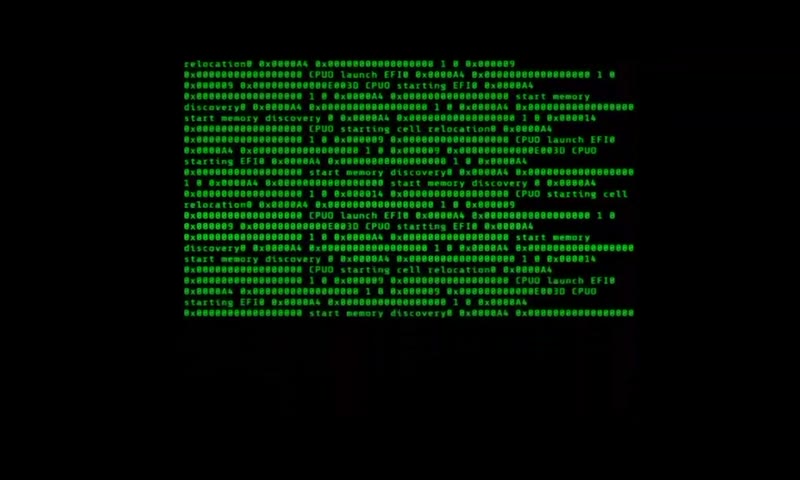 relocation0 0x0000A4 0x0000000000000000 1 0 0x000009
0x0000000000000000 CPU0 launch EFI0 0x0000A4 0x0000000000000000 1 0
0x000009 0x000000000000E003D CPU0 starting EFI0 0x0000A4
0x0000000000000000 1 0 0x0000A4 0x0000000000000000 start memory
discovery0 0x0000A4 0x0000000000000000 1 0 0x0000A4 0x0000000000000000
start memory discovery 0 0x0000A4 0x0000000000000000 1 0 0x000014
0x0000000000000000 CPU0 starting cell relocation0 0x0000A4
0x0000000000000000 1 0 0x000009 0x0000000000000000 CPU0 launch EFI0
0x0000A4 0x0000000000000000 1 0 0x000009 0x000000000000E003D CPU0
starting EFI0 0x0000A4 0x0000000000000000 1 0 0x0000A4
0x0000000000000000 start memory discovery0 0x0000A4 0x0000000000000000
1 0 0x0000A4 0x0000000000000000 start memory discovery 0 0x0000A4
0x0000000000000000 1 0 0x000014 0x0000000000000000 CPU0 starting cell
relocation0 0x0000A4 0x0000000000000000 1 0 0x000009
0x0000000000000000 CPU0 launch EFI0 0x0000A4 0x0000000000000000 1 0
0x000009 0x000000000000E003D CPU0 starting EFI0 0x0000A4
0x0000000000000000 1 0 0x0000A4 0x0000000000000000 start memory
discovery0 0x0000A4 0x0000000000000000 1 0 0x0000A4 0x0000000000000000
start memory discovery 0 0x0000A4 0x0000000000000000 1 0 0x000014
0x0000000000000000 CPU0 starting cell relocation0 0x0000A4
0x0000000000000000 1 0 0x000009 0x0000000000000000 CPU0 launch EFI0
0x0000A4 0x0000000000000000 1 0 0x000009 0x000000000000E003D CPU0
starting EFI0 0x0000A4 0x0000000000000000 1 0 0x0000A4
0x0000000000000000 start memory discovery0 0x0000A4 0x0000000000000000